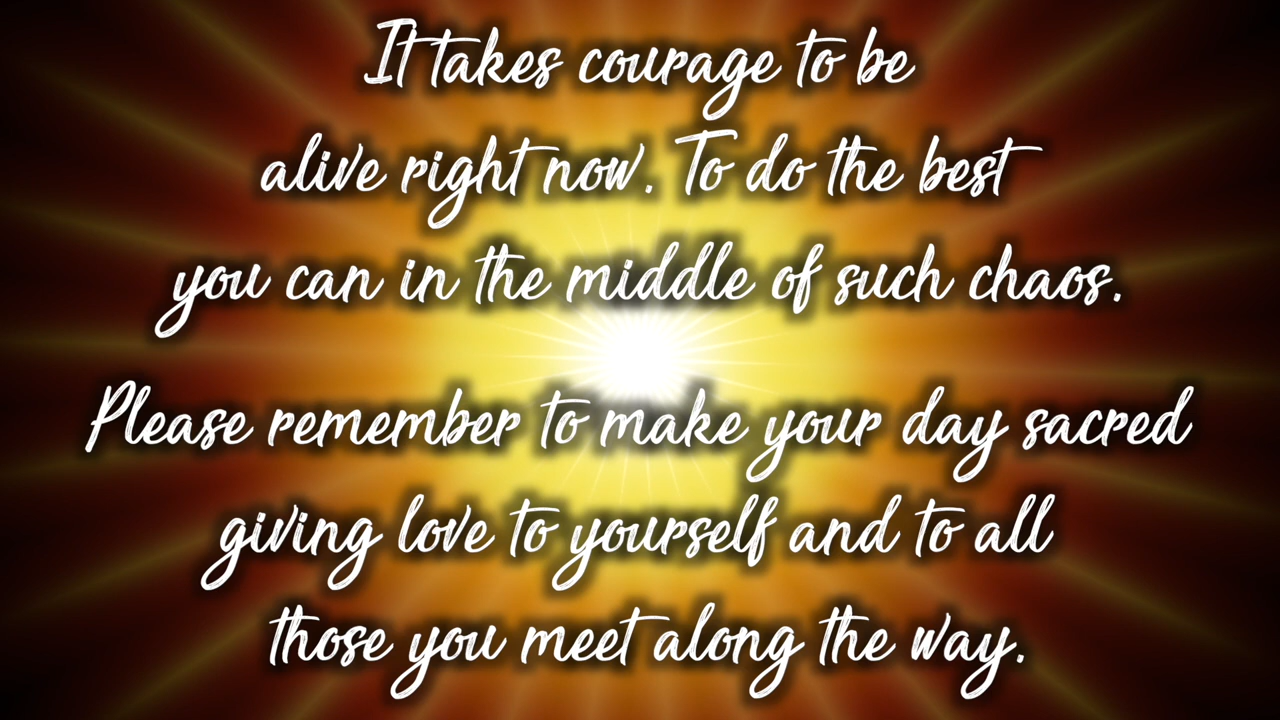 It takes courage to be
alive right now. To do the best
you can in the middle of such chaos.
Please remember to make your day sacred
giving love to yourself and to all
those you meet along the way.